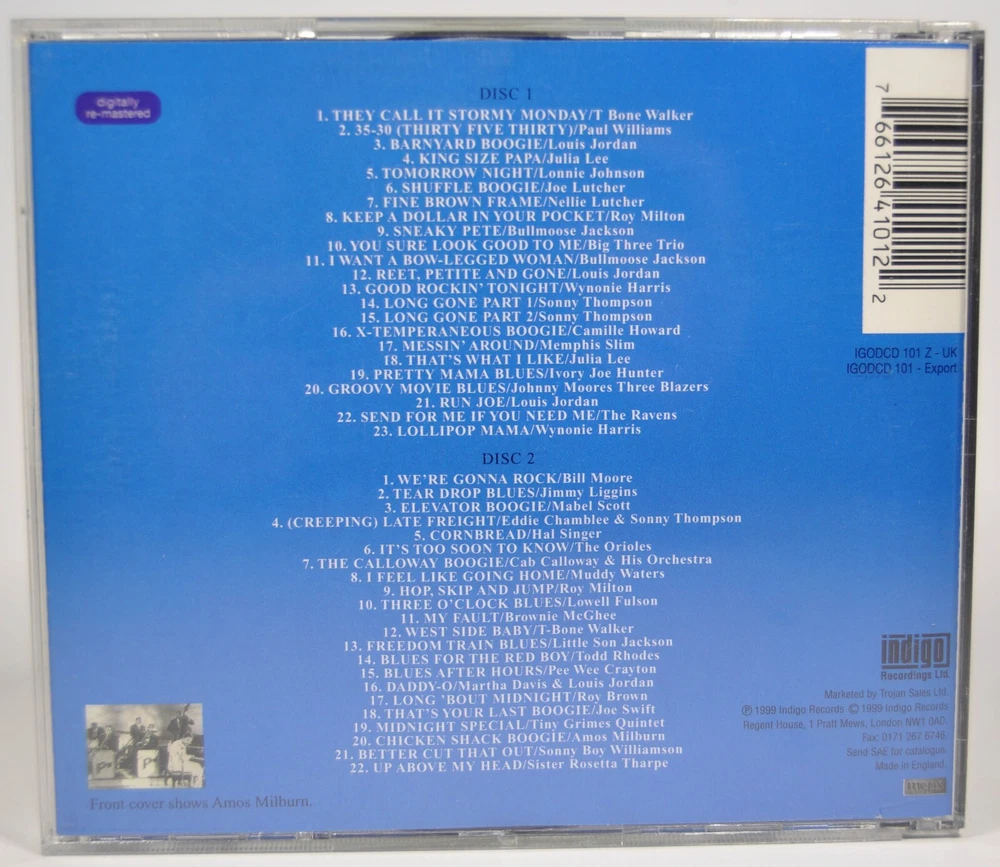 digitally
re-mastered
DISC 1
1. THEY CALL IT STORMY MONDAY/T Bone Walker
2. 35-30 (THIRTY FIVE THIRTY)/Paul Williams
3. BARNYARD BOOGIE/Louis Jordan
4. KING SIZE PAPA/Julia Lee
5. TOMORROW NIGHT/Lonnie Johnson
6. SHUFFLE BOOGIE/Joe Lutcher
7. FINE BROWN FRAME/Nellie Lutcher
8. KEEP A DOLLAR IN YOUR POCKET/Roy Milton
9. SNEAKY PETE/Bullmoose Jackson
10. YOU SURE LOOK GOOD TO ME/Big Three Trio
11. I WANT A BOW-LEGGED WOMAN/Bullmoose Jackson
12. REET, PETITE AND GONE/Louis Jordan
13. GOOD ROCKIN' TONIGHT/Wynonie Harris
14. LONG GONE PART 1/Sonny Thompson
15. LONG GONE PART 2/Sonny Thompson
16. X-TEMPERANEOUS BOOGIE/Camille Howard
17. MESSIN' AROUND/Memphis Slim
18. THAT'S WHAT I LIKE/Julia Lee
19. PRETTY MAMA BLUES/Ivory Joe Hunter
20. GROOVY MOVIE BLUES/Johnny Moores Three Blazers
21. RUN JOE/Louis Jordan
22. SEND FOR ME IF YOU NEED ME/The Ravens
23. LOLLIPOP MAMA/Wynonie Harris
DISC 2
1. WE'RE GONNA ROCK/Bill Moore
2. TEAR DROP BLUES/Jimmy Liggins
3. ELEVATOR BOOGIE/Mabel Scott
4. (CREEPING) LATE FREIGHT/Eddie Chamblee & Sonny Thompson
5. CORNBREAD/Hal Singer
6. IT'S TOO SOON TO KNOW/The Orioles
7. THE CALLOWAY BOOGIE/Cab Calloway & His Orchestra
8. I FEEL LIKE GOING HOME/Muddy Waters
9. HOP, SKIP AND JUMP/Roy Milton
10. THREE O'CLOCK BLUES/Lowell Fulson
11. MY FAULT/Brownie McGhee
12. WEST SIDE BABY/T-Bone Walker
13. FREEDOM TRAIN BLUES/Little Son Jackson
14. BLUES FOR THE RED BOY/Todd Rhodes
15. BLUES AFTER HOURS/Pee Wee Crayton
16. DADDY-O/Martha Davis & Louis Jordan
17. LONG 'BOUT MIDNIGHT/Roy Brown
18. THAT'S YOUR LAST BOOGIE/Joe Swift
19. MIDNIGHT SPECIAL/Tiny Grimes Quintet
20. CHICKEN SHACK BOOGIE/Amos Milburn
21. BETTER CUT THAT OUT/Sonny Boy Williamson
22. UP ABOVE MY HEAD/Sister Rosetta Tharpe
Front cover shows Amos Milburn.
7 66126 41012 2
IGODCD 101 Z - UK
IGODCD 101 - Export
indigo
Recordings Ltd.
Marketed by Trojan Sales Ltd.
℗ 1999 Indigo Records © 1999 Indigo Records
Regent House, 1 Pratt Mews, London NW1 0AD.
Fax: 0171 267 6746.
Send SAE for catalogue.
Made in England.
mcps